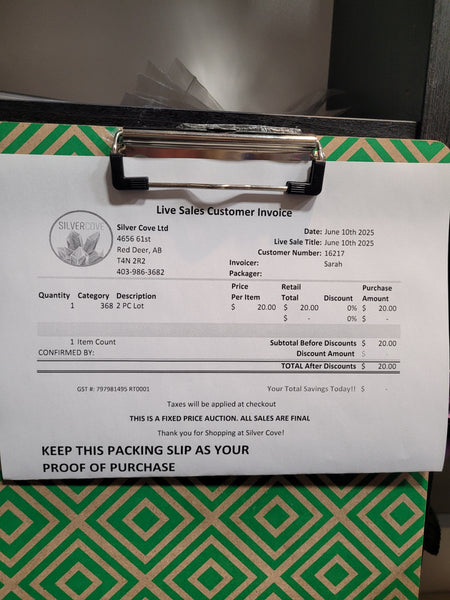 Live Sales Customer Invoice
SILVERCOVE
Silver Cove Ltd
4656 61st
Red Deer, AB
T4N 2R2
403-986-3682
Date: June 10th 2025
Live Sale Title: June 10th 2025
Customer Number: 16217
Invoicer: Sarah
Packager:
Quantity Category Description Price Per Item Retail Total Discount Purchase Amount
1 368 2 PC Lot $ 20.00 $ 20.00 0% $ 20.00
$ - 0% $ -
1 Item Count Subtotal Before Discounts $ 20.00
CONFIRMED BY: Discount Amount $ -
TOTAL After Discounts $ 20.00
GST #: 797981495 RT0001 Your Total Savings Today!! $ -
Taxes will be applied at checkout
THIS IS A FIXED PRICE AUCTION. ALL SALES ARE FINAL
Thank you for Shopping at Silver Cove!
KEEP THIS PACKING SLIP AS YOUR
PROOF OF PURCHASE